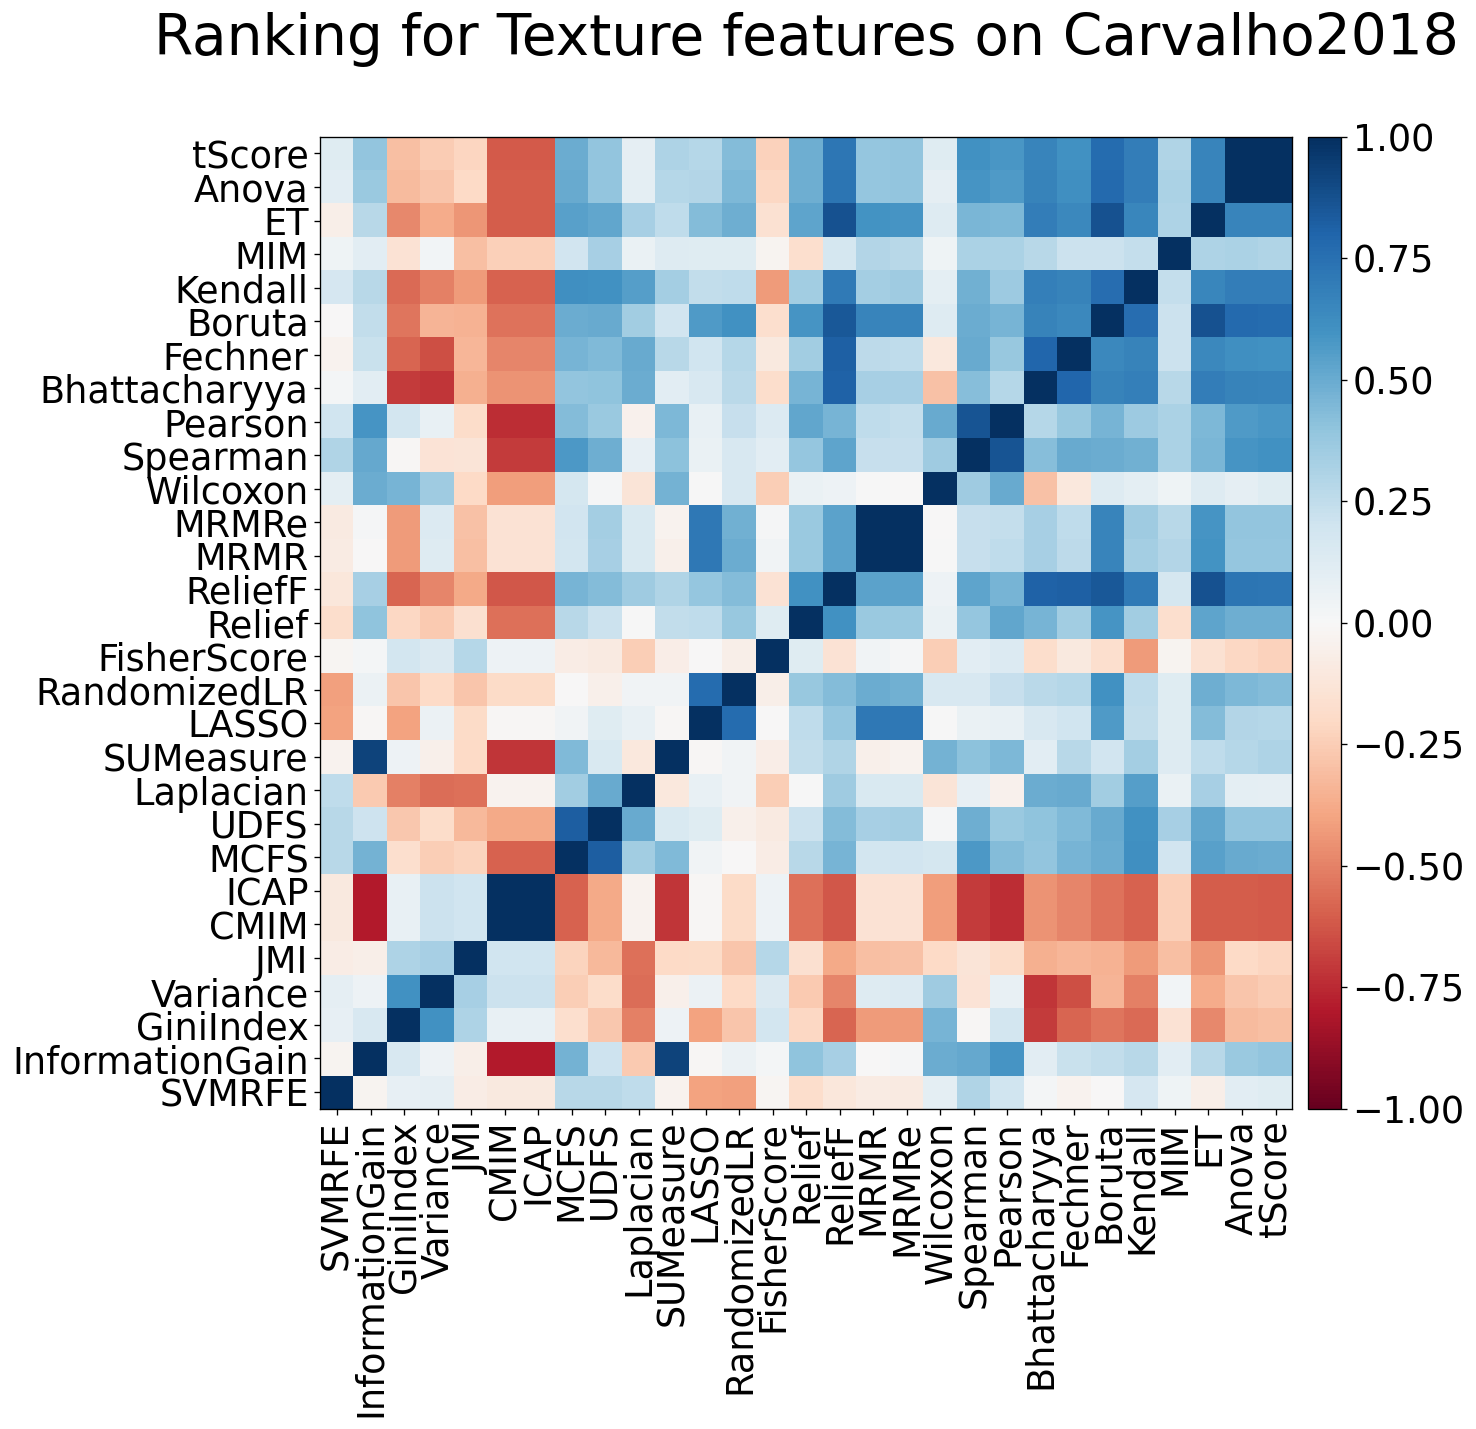 Ranking for Texture features on Carvalho2018
tScore
Anova
ET
MIM
Kendall
Boruta
Fechner
Bhattacharyya
Pearson
Spearman
Wilcoxon
MRMRe
MRMR
ReliefF
Relief
FisherScore
RandomizedLR
LASSO
SUMeasure
Laplacian
UDFS
MCFS
ICAP
CMIM
JMI
Variance
GiniIndex
InformationGain
SVMRFE
SVMRFE
InformationGain
GiniIndex
Variance
JMI
CMIM
ICAP
MCFS
UDFS
Laplacian
SUMeasure
LASSO
RandomizedLR
FisherScore
Relief
ReliefF
MRMR
MRMRe
Wilcoxon
Spearman
Pearson
Bhattacharyya
Fechner
Boruta
Kendall
MIM
ET
Anova
tScore
1.00
0.75
0.50
0.25
0.00
−0.25
−0.50
−0.75
−1.00